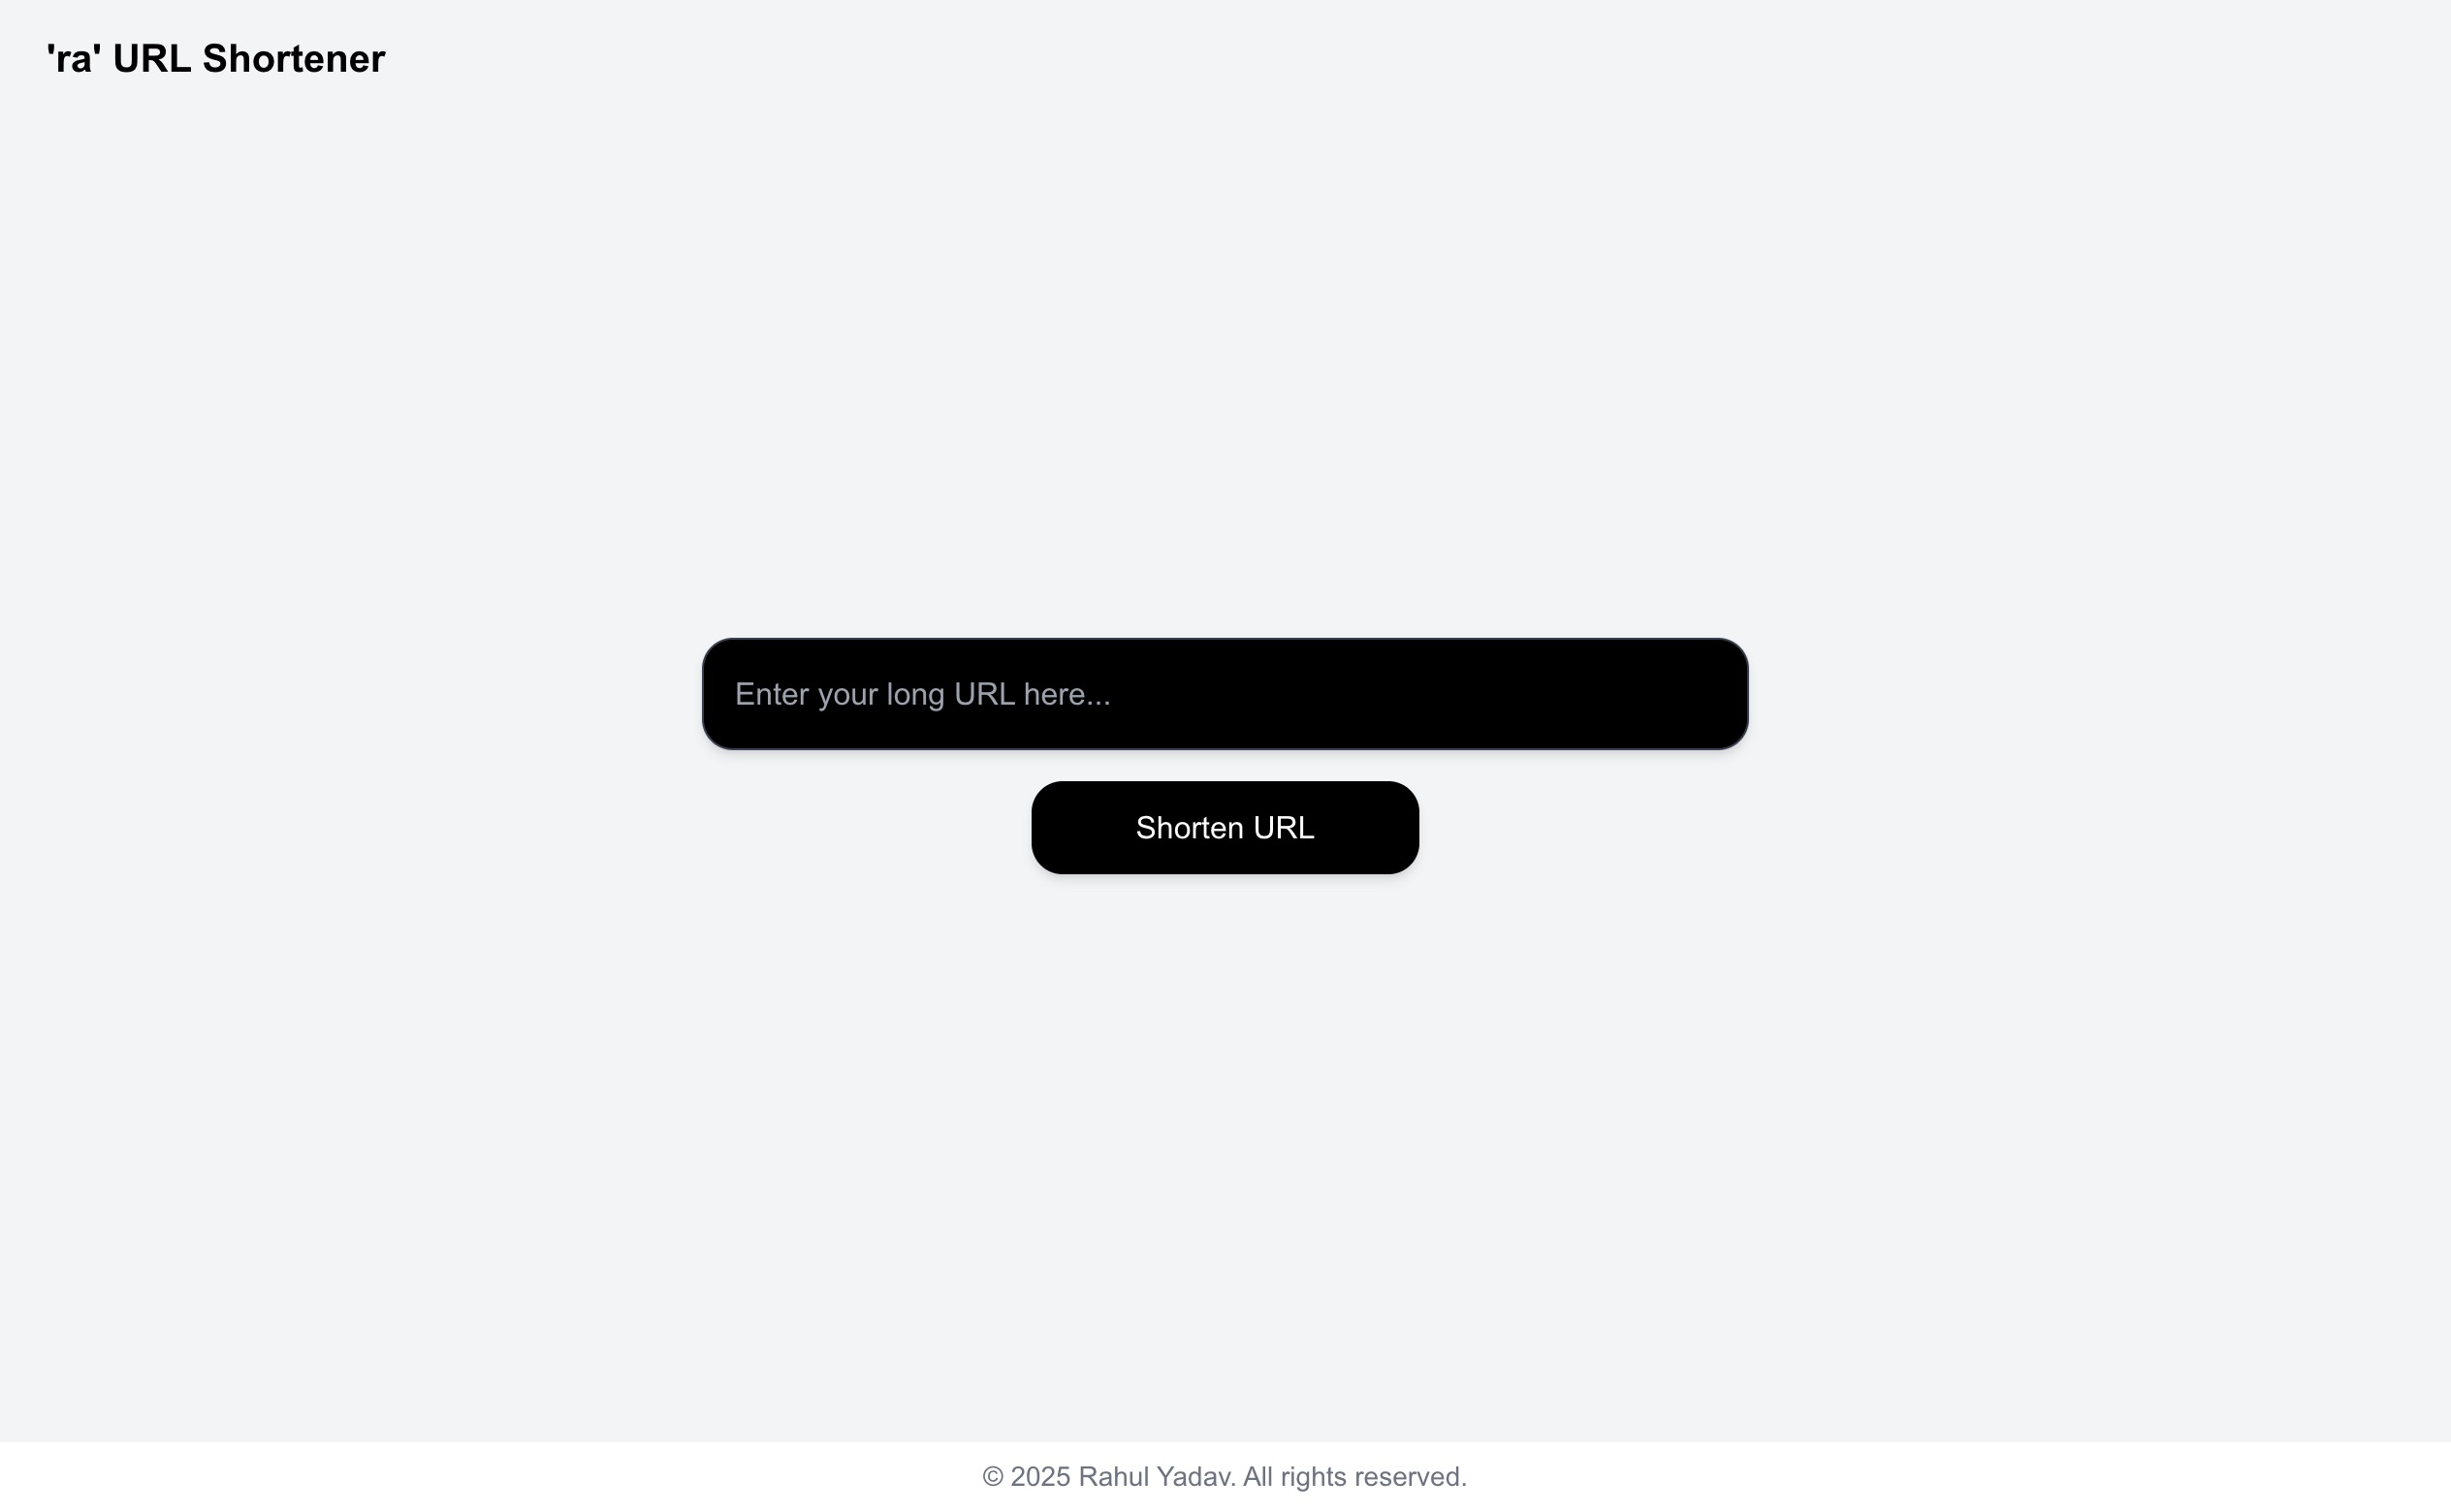 'ra' URL Shortener
Enter your long URL here...
Shorten URL
© 2025 Rahul Yadav. All rights reserved.